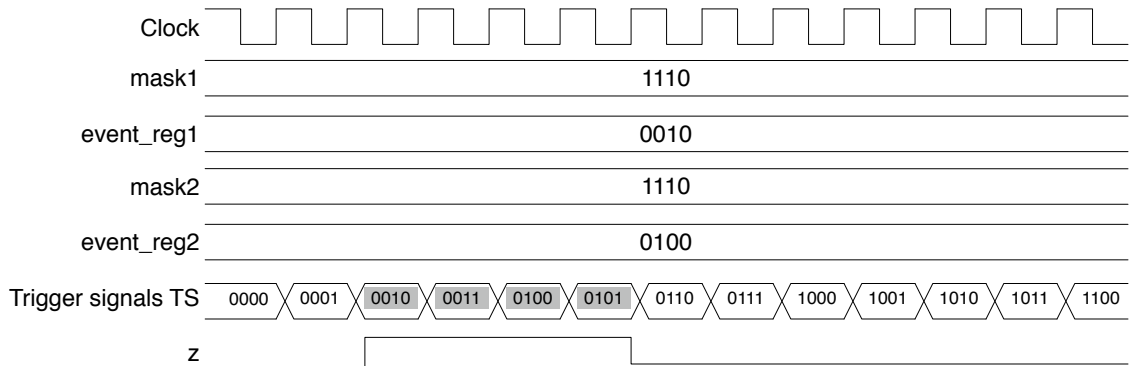 Clock
mask1 1110
event_reg1 0010
mask2 1110
event_reg2 0100
Trigger signals TS 0000 0001 0010 0011 0100 0101 0110 0111 1000 1001 1010 1011 1100
z